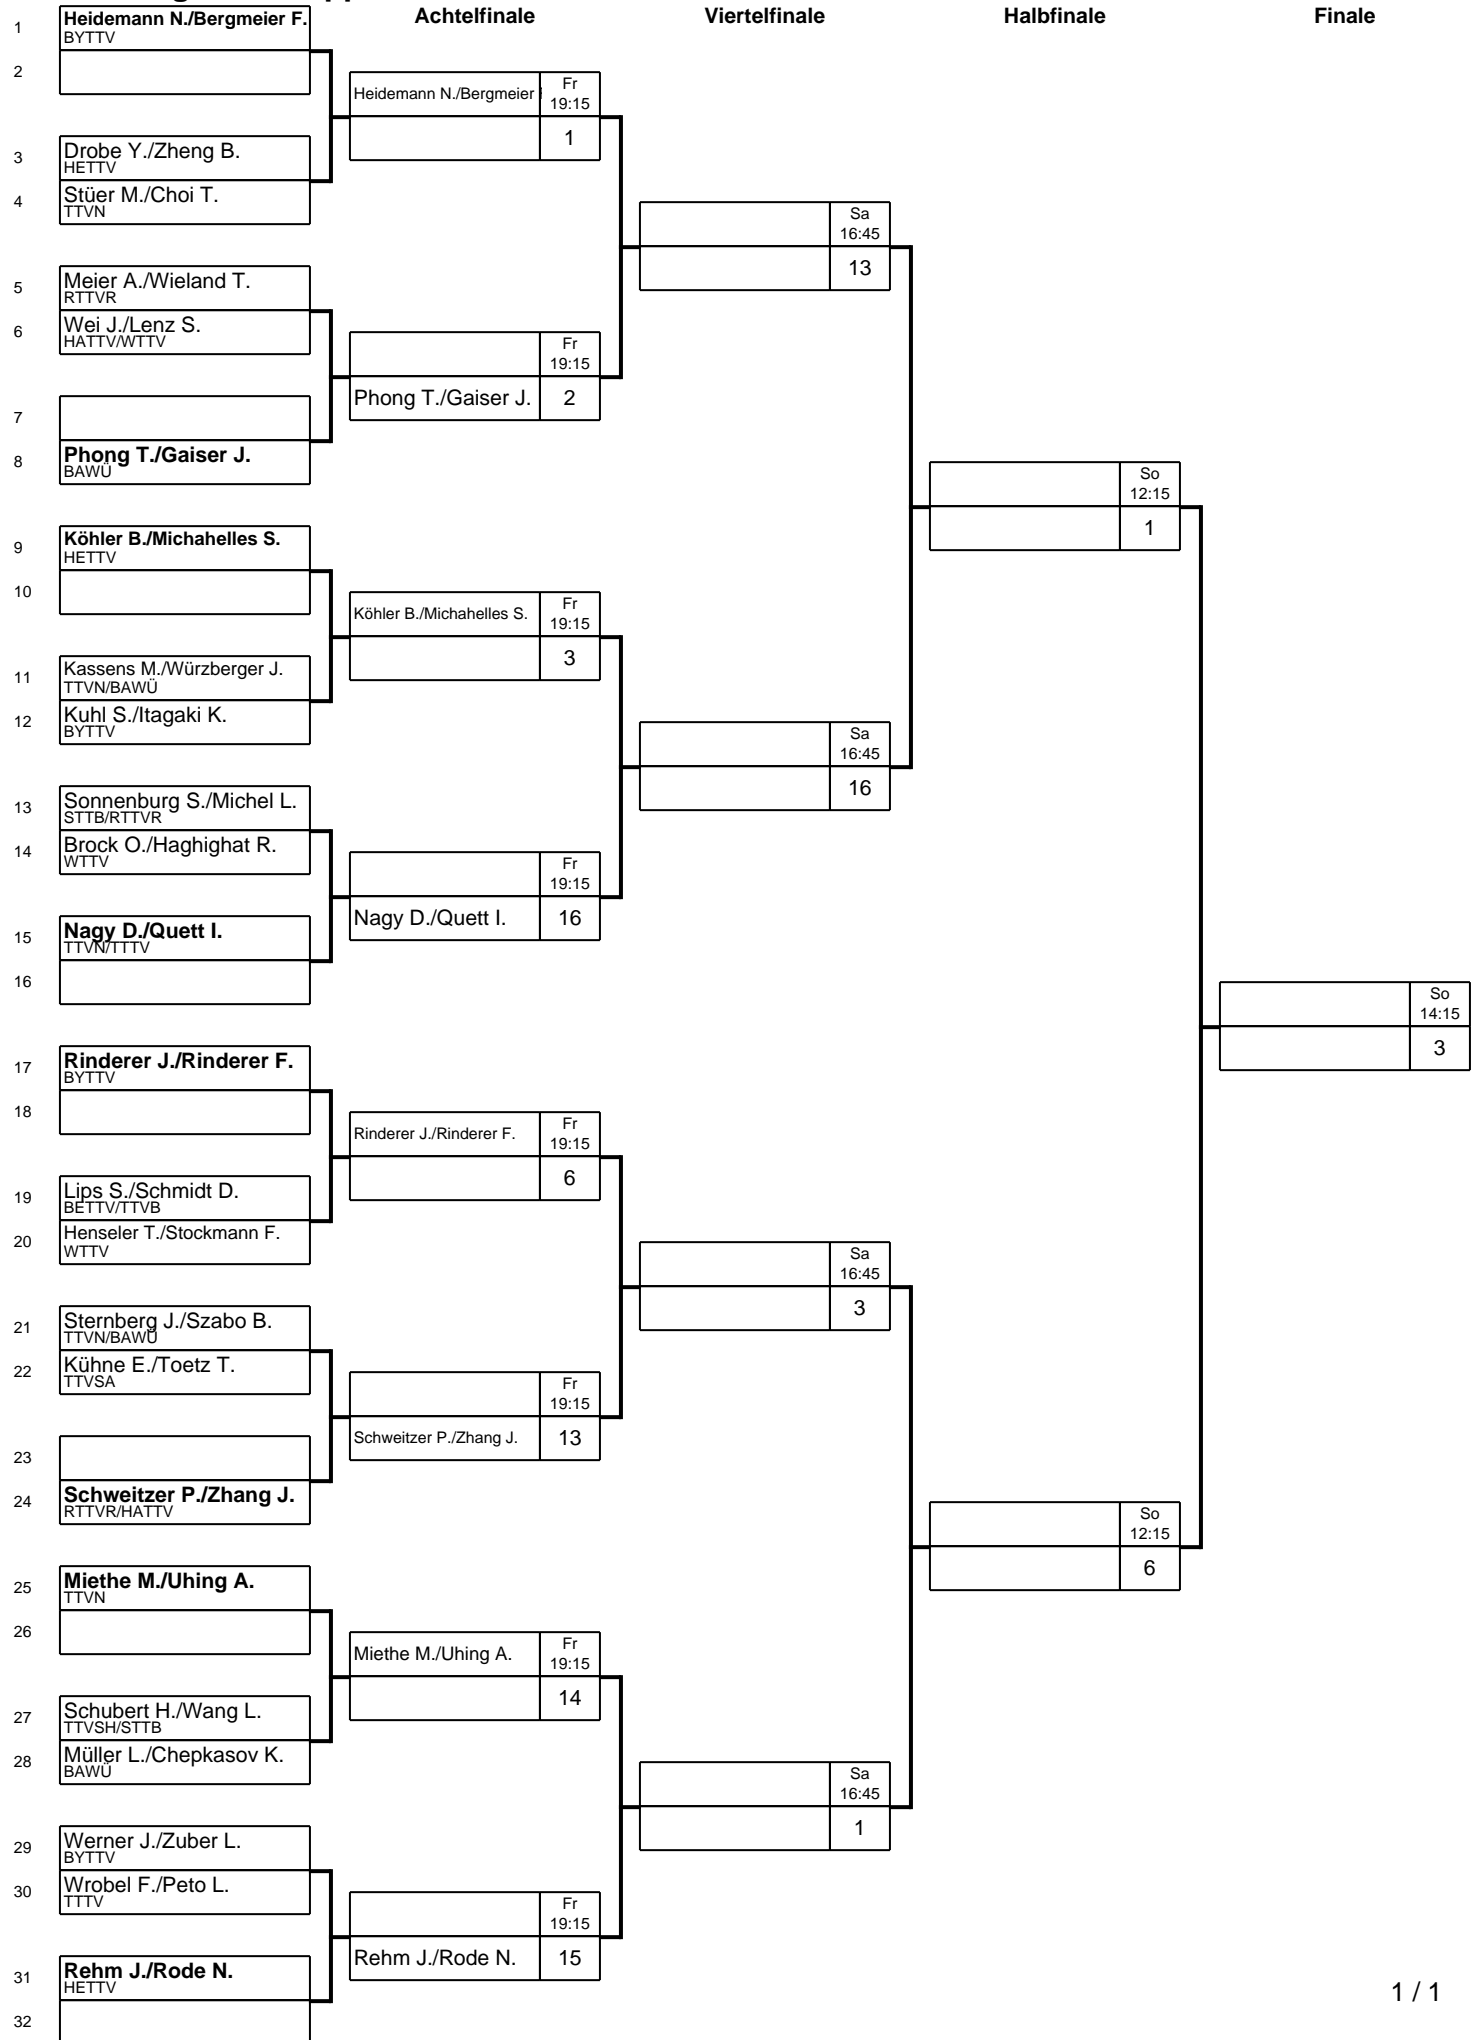 Achtelfinale Viertelfinale Halbfinale Finale
1 Heidemann N./Bergmeier F.
BYTTV
2
Heidemann N./Bergmeier Fr
19:15
1
3 Drobe Y./Zheng B.
HETTV
4 Stüer M./Choi T.
TTVN
Sa
16:45
13
5 Meier A./Wieland T.
RTTVR
6 Wei J./Lenz S.
HATTV/WTTV
Fr
19:15
Phong T./Gaiser J. 2
7
8 Phong T./Gaiser J.
BAWÜ
So
12:15
1
9 Köhler B./Michahelles S.
HETTV
10
Köhler B./Michahelles S. Fr
19:15
3
11 Kassens M./Würzberger J.
TTVN/BAWÜ
12 Kuhl S./Itagaki K.
BYTTV
Sa
16:45
16
13 Sonnenburg S./Michel L.
STTB/RTTVR
14 Brock O./Haghighat R.
WTTV
Fr
19:15
Nagy D./Quett I. 16
15 Nagy D./Quett I.
TTVN/TTTV
16
So
14:15
3
17 Rinderer J./Rinderer F.
BYTTV
18
Rinderer J./Rinderer F. Fr
19:15
6
19 Lips S./Schmidt D.
BETTV/TTVB
20 Henseler T./Stockmann F.
WTTV
Sa
16:45
3
21 Sternberg J./Szabo B.
TTVN/BAWÜ
22 Kühne E./Toetz T.
TTVSA
Fr
19:15
Schweitzer P./Zhang J. 13
23
24 Schweitzer P./Zhang J.
RTTVR/HATTV
So
12:15
6
25 Miethe M./Uhing A.
TTVN
26
Miethe M./Uhing A. Fr
19:15
14
27 Schubert H./Wang L.
TTVSH/STTB
28 Müller L./Chepkasov K.
BAWÜ
Sa
16:45
1
29 Werner J./Zuber L.
BYTTV
30 Wrobel F./Peto L.
TTTV
Fr
19:15
Rehm J./Rode N. 15
31 Rehm J./Rode N.
HETTV
32
1 / 1